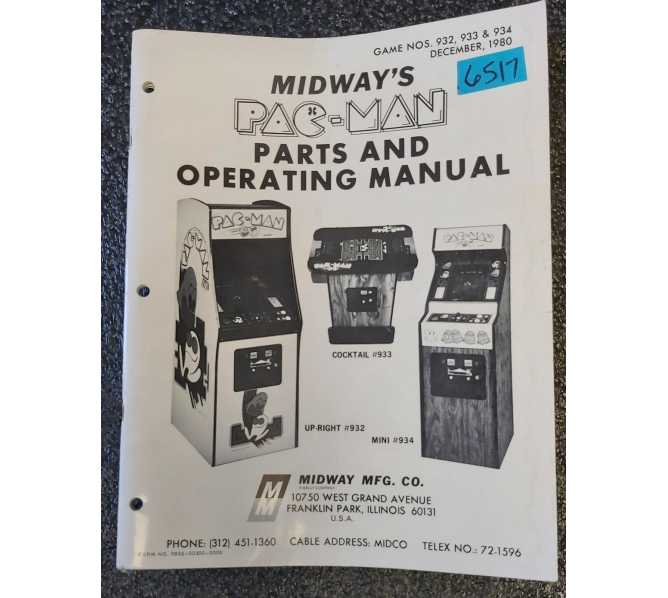 GAME NOS. 932, 933 & 934
DECEMBER, 1980
6517
MIDWAY'S
PAC-MAN
PARTS AND
OPERATING MANUAL
PAC-MAN
PAC-MAN
COCKTAIL #933
UP-RIGHT #932
MINI #934
MIDWAY MFG. CO.
10750 WEST GRAND AVENUE
FRANKLIN PARK, ILLINOIS 60131
U.S.A.
PHONE: (312) 451-1360 CABLE ADDRESS: MIDCO TELEX NO.: 72-1596